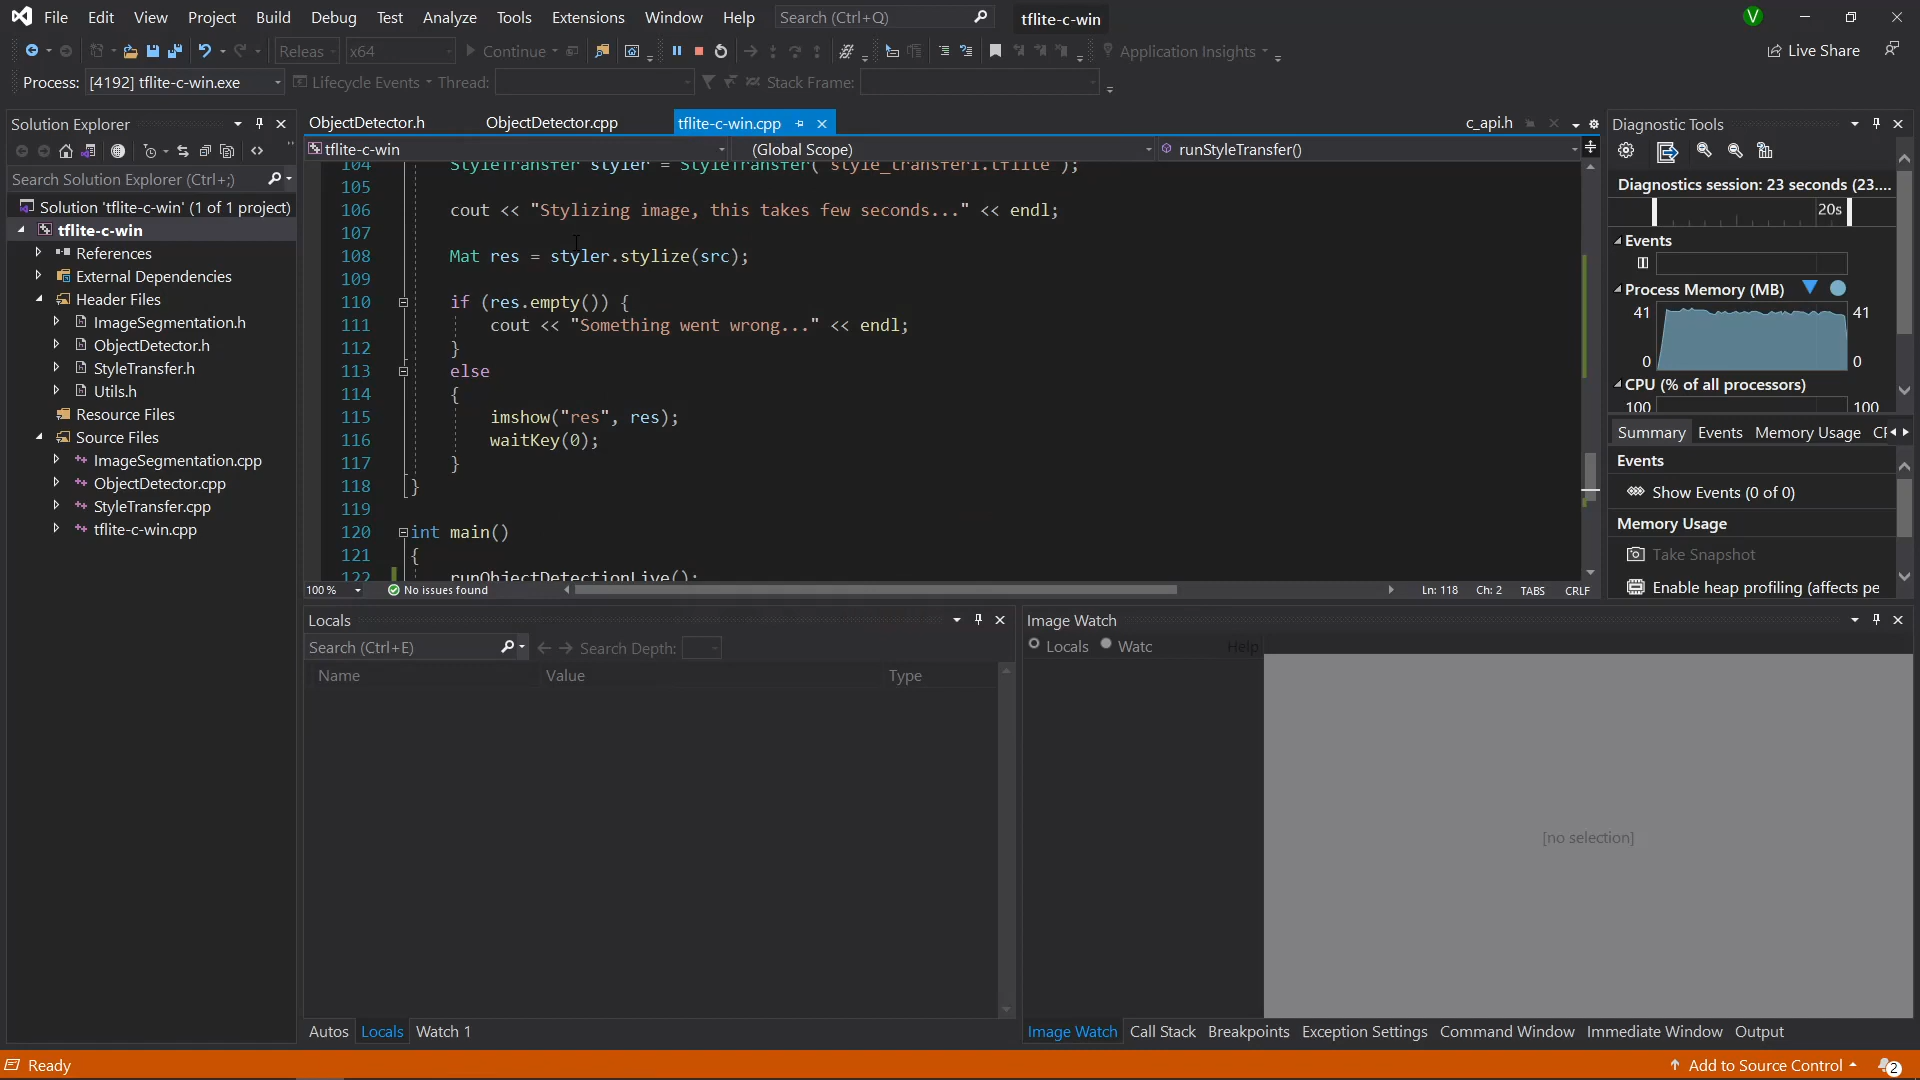 File Edit View Project Build Debug Test Analyze Tools Extensions Window Help Search (Ctrl+Q) tflite-c-win V
Releas x64 Continue Application Insights Live Share
Process: [4192] tflite-c-win.exe Lifecycle Events Thread: Stack Frame:
Solution Explorer
Search Solution Explorer (Ctrl+;)
Solution 'tflite-c-win' (1 of 1 project)
tflite-c-win
References
External Dependencies
Header Files
ImageSegmentation.h
ObjectDetector.h
StyleTransfer.h
Utils.h
Resource Files
Source Files
ImageSegmentation.cpp
ObjectDetector.cpp
StyleTransfer.cpp
tflite-c-win.cpp
ObjectDetector.h ObjectDetector.cpp tflite-c-win.cpp c_api.h
tflite-c-win (Global Scope) runStyleTransfer()
104 StyleTransfer styler = StyleTransfer("style_transfer1.tflite");
105
106 cout << "Stylizing image, this takes few seconds..." << endl;
107
108 Mat res = styler.stylize(src);
109
110 if (res.empty()) {
111 cout << "Something went wrong..." << endl;
112 }
113 else
114 {
115 imshow("res", res);
116 waitKey(0);
117 }
118 }
119
120 int main()
121 {
122 runObjectDetectionLive();
100 % No issues found Ln: 118 Ch: 2 TABS CRLF
Diagnostic Tools
Diagnostics session: 23 seconds (23....
20s
Events
Process Memory (MB)
41 41
0 0
CPU (% of all processors)
100 100
Summary Events Memory Usage
Events
Show Events (0 of 0)
Memory Usage
Take Snapshot
Enable heap profiling (affects pe
Locals
Search (Ctrl+E) Search Depth:
Name Value Type
Autos Locals Watch 1
Image Watch
Locals Watc Help
[no selection]
Image Watch Call Stack Breakpoints Exception Settings Command Window Immediate Window Output
Ready Add to Source Control 2